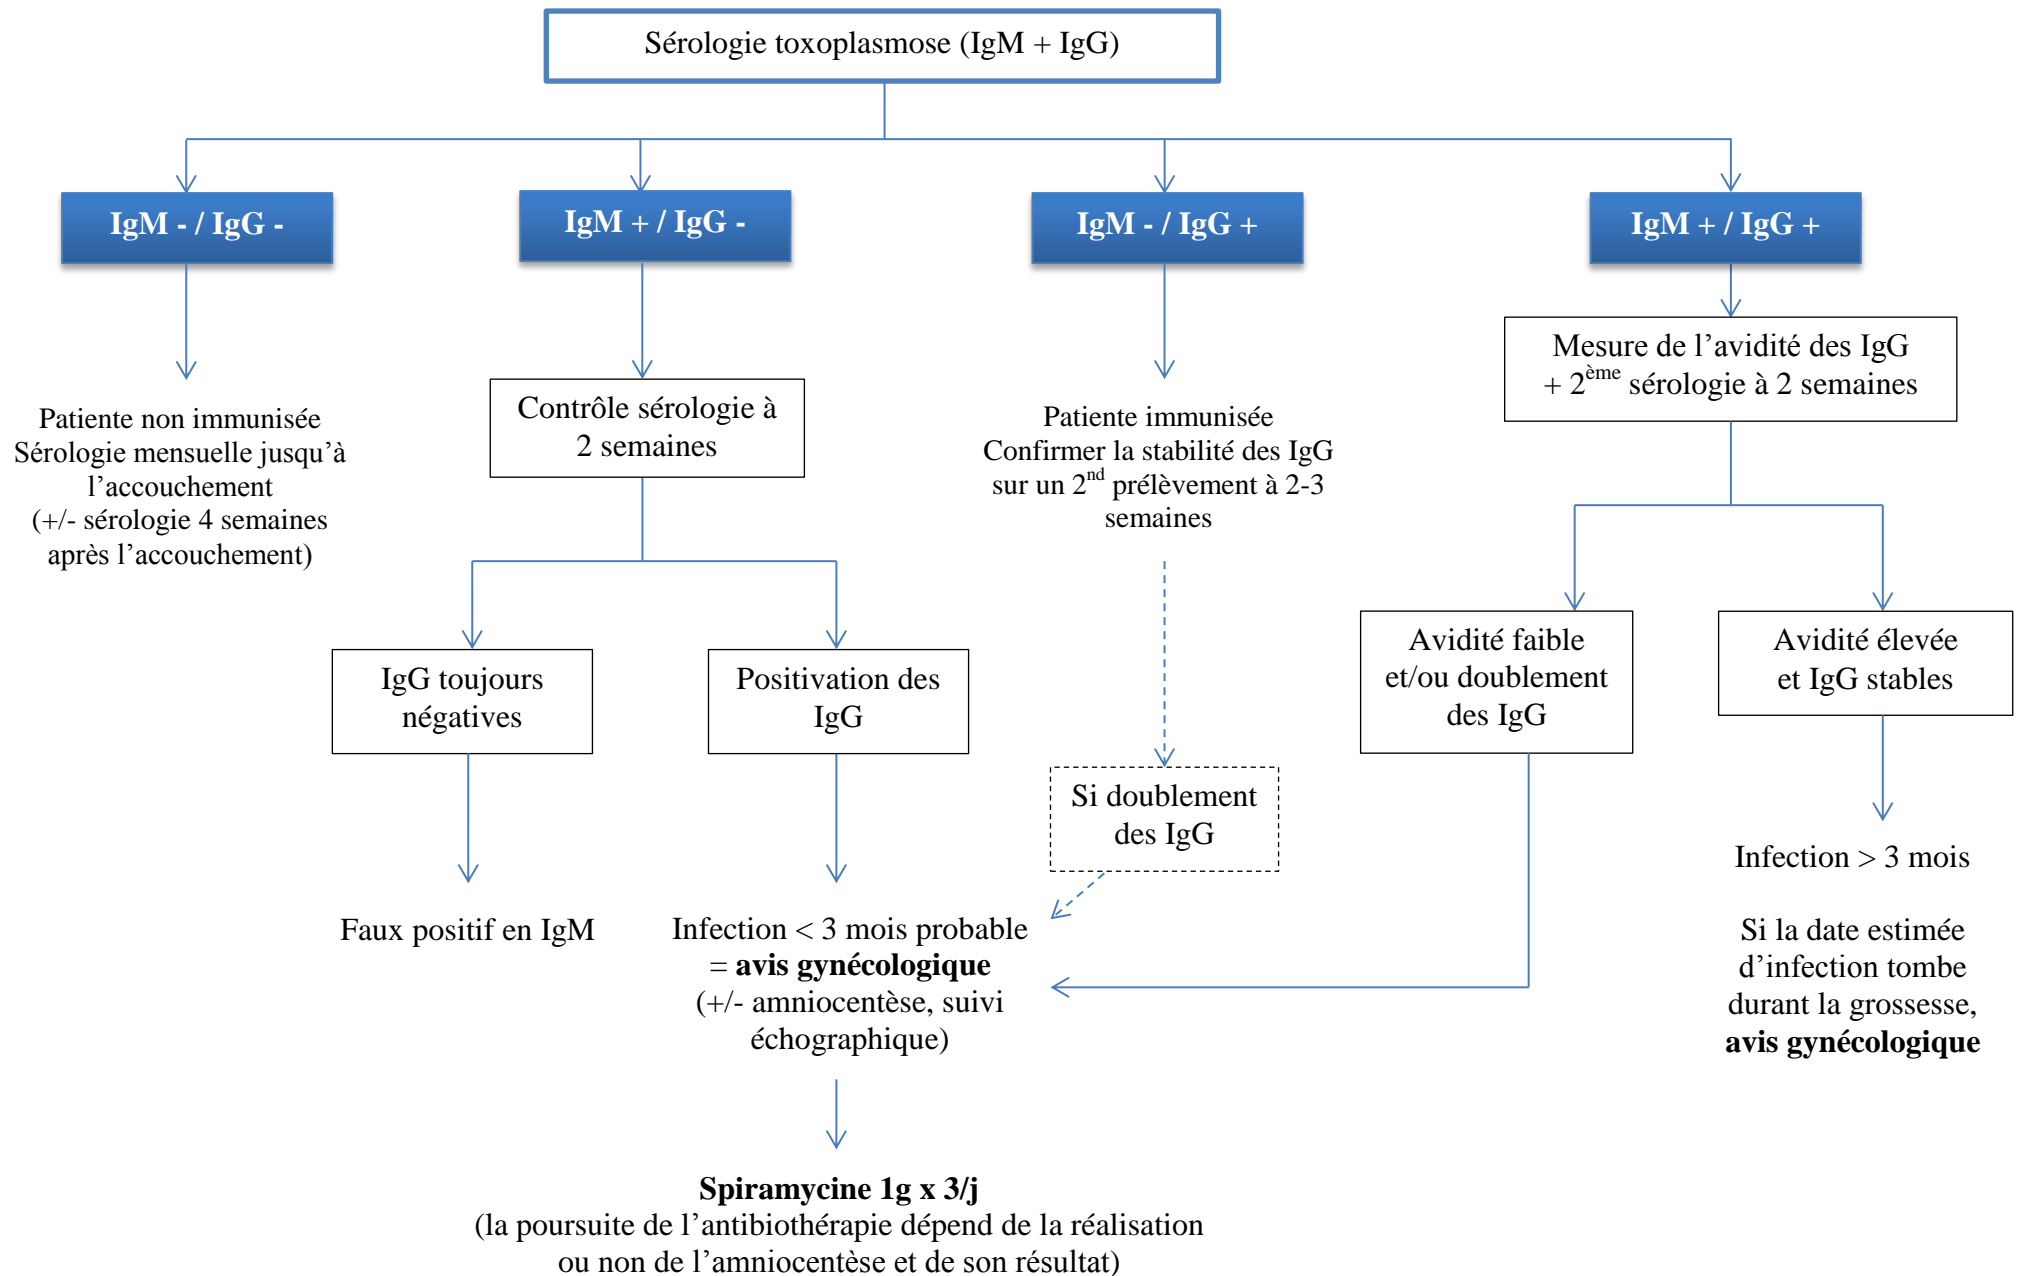 Sérologie toxoplasmose (IgM + IgG)
IgM - / IgG -
IgM + / IgG -
IgM - / IgG +
IgM + / IgG +
Patiente non immunisée
Sérologie mensuelle jusqu’à
l’accouchement
(+/- sérologie 4 semaines
après l’accouchement)
Contrôle sérologie à
2 semaines
Patiente immunisée
Confirmer la stabilité des IgG
sur un 2nd prélèvement à 2-3
semaines
Mesure de l’avidité des IgG
+ 2ème sérologie à 2 semaines
IgG toujours
négatives
Positivation des
IgG
Si doublement
des IgG
Avidité faible
et/ou doublement
des IgG
Avidité élevée
et IgG stables
Faux positif en IgM
Infection < 3 mois probable
= avis gynécologique
(+/- amniocentèse, suivi
échographique)
Infection > 3 mois
Si la date estimée
d’infection tombe
durant la grossesse,
avis gynécologique
Spiramycine 1g x 3/j
(la poursuite de l’antibiothérapie dépend de la réalisation
ou non de l’amniocentèse et de son résultat)